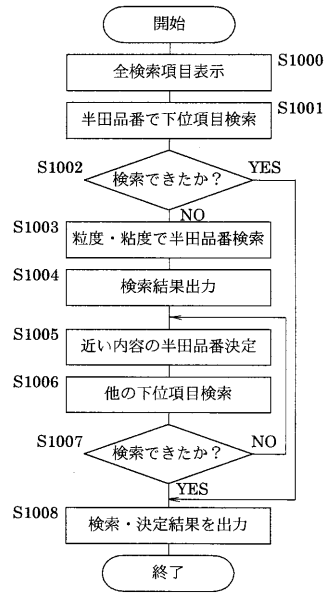 開始
全検索項目表示
S1000
半田品番で下位項目検索
S1001
S1002
検索できたか？
YES
NO
S1003
粒度・粘度で半田品番検索
S1004
検索結果出力
S1005
近い内容の半田品番決定
S1006
他の下位項目検索
S1007
検索できたか？
NO
YES
S1008
検索・決定結果を出力
終了